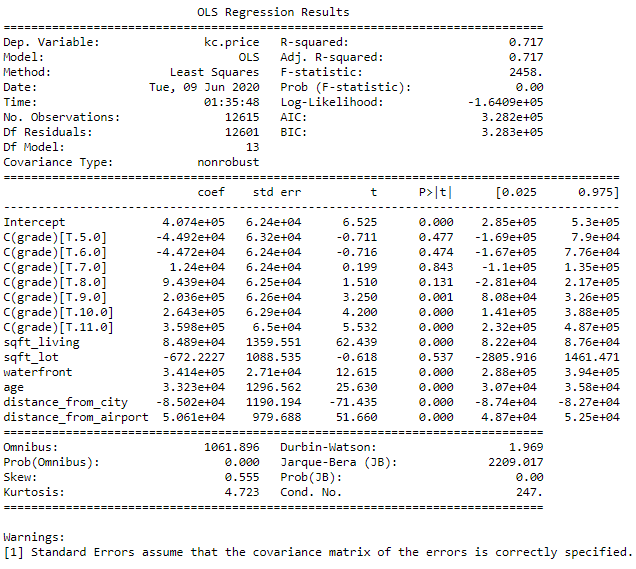 OLS Regression Results
==============================================================================
Dep. Variable:               kc.price   R-squared:                       0.717
Model:                            OLS   Adj. R-squared:                  0.717
Method:                 Least Squares   F-statistic:                     2458.
Date:                Tue, 09 Jun 2020   Prob (F-statistic):               0.00
Time:                        01:35:48   Log-Likelihood:            -1.6409e+05
No. Observations:               12615   AIC:                         3.282e+05
Df Residuals:                   12601   BIC:                         3.283e+05
Df Model:                          13
Covariance Type:            nonrobust
=========================================================================================
                            coef    std err          t      P>|t|      [0.025      0.975]
-----------------------------------------------------------------------------------------
Intercept              4.074e+05   6.24e+04      6.525      0.000    2.85e+05     5.3e+05
C(grade)[T.5.0]       -4.492e+04   6.32e+04     -0.711      0.477   -1.69e+05     7.9e+04
C(grade)[T.6.0]       -4.472e+04   6.24e+04     -0.716      0.474   -1.67e+05    7.76e+04
C(grade)[T.7.0]         1.24e+04   6.24e+04      0.199      0.843    -1.1e+05    1.35e+05
C(grade)[T.8.0]        9.439e+04   6.25e+04      1.510      0.131   -2.81e+04    2.17e+05
C(grade)[T.9.0]        2.036e+05   6.26e+04      3.250      0.001    8.08e+04    3.26e+05
C(grade)[T.10.0]       2.643e+05   6.29e+04      4.200      0.000    1.41e+05    3.88e+05
C(grade)[T.11.0]       3.598e+05    6.5e+04      5.532      0.000    2.32e+05    4.87e+05
sqft_living            8.489e+04   1359.551     62.439      0.000    8.22e+04    8.76e+04
sqft_lot               -672.2227   1088.535     -0.618      0.537   -2805.916    1461.471
waterfront             3.414e+05   2.71e+04     12.615      0.000    2.88e+05    3.94e+05
age                    3.323e+04   1296.562     25.630      0.000    3.07e+04    3.58e+04
distance_from_city    -8.502e+04   1190.194    -71.435      0.000   -8.74e+04   -8.27e+04
distance_from_airport  5.061e+04    979.688     51.660      0.000    4.87e+04    5.25e+04
==============================================================================
Omnibus:                     1061.896   Durbin-Watson:                   1.969
Prob(Omnibus):                  0.000   Jarque-Bera (JB):             2209.017
Skew:                           0.555   Prob(JB):                         0.00
Kurtosis:                       4.723   Cond. No.                         247.
==============================================================================

Warnings:
[1] Standard Errors assume that the covariance matrix of the errors is correctly specified.